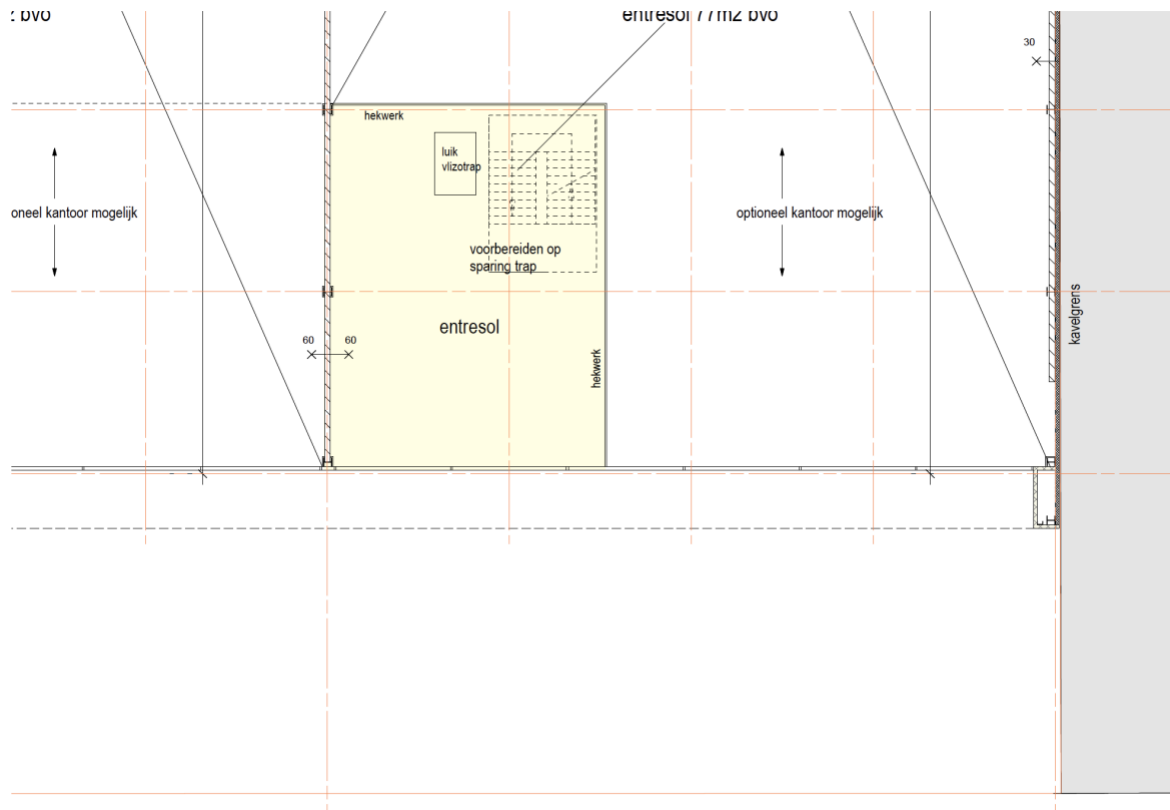 bvo
entresol 77m2 bvo
30
hekwerk
luik
vlizotrap
oneel kantoor mogelijk
optioneel kantoor mogelijk
voorbereiden op
sparing trap
kavelgrens
entresol
60 60
hekwerk